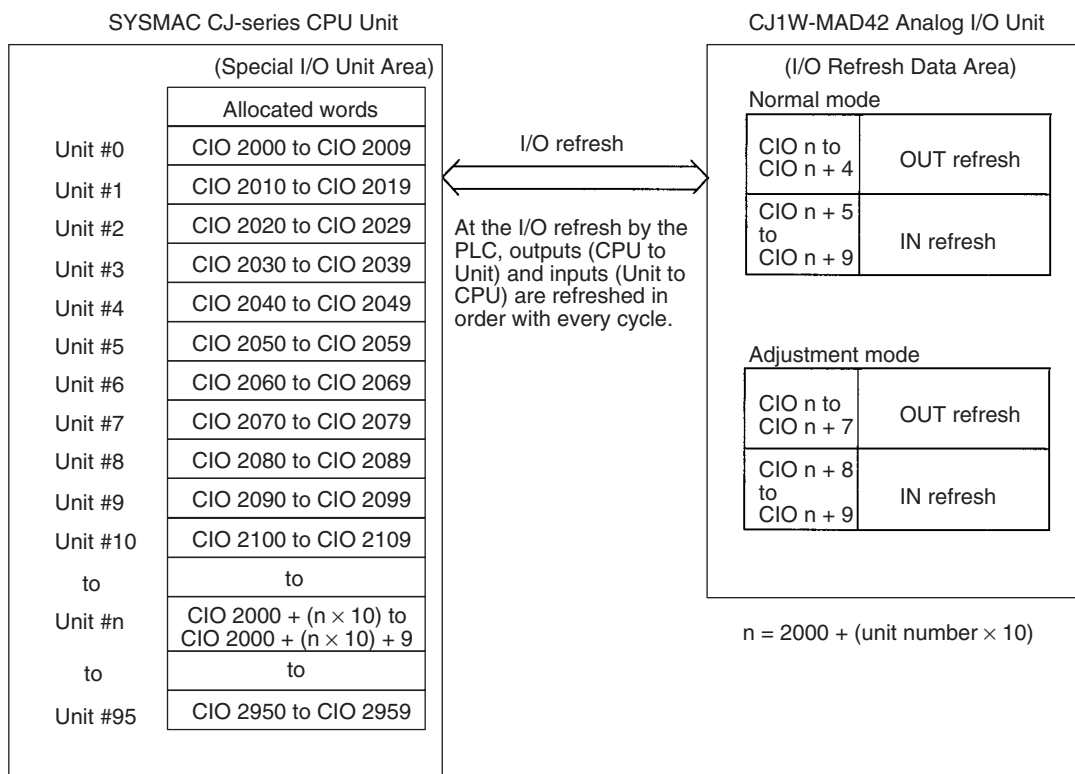 SYSMAC CJ-series CPU Unit
(Special I/O Unit Area)
Allocated words
Unit #0 CIO 2000 to CIO 2009
Unit #1 CIO 2010 to CIO 2019
Unit #2 CIO 2020 to CIO 2029
Unit #3 CIO 2030 to CIO 2039
Unit #4 CIO 2040 to CIO 2049
Unit #5 CIO 2050 to CIO 2059
Unit #6 CIO 2060 to CIO 2069
Unit #7 CIO 2070 to CIO 2079
Unit #8 CIO 2080 to CIO 2089
Unit #9 CIO 2090 to CIO 2099
Unit #10 CIO 2100 to CIO 2109
to to
Unit #n CIO 2000 + (n × 10) to
CIO 2000 + (n × 10) + 9
to to
Unit #95 CIO 2950 to CIO 2959
I/O refresh
At the I/O refresh by the
PLC, outputs (CPU to
Unit) and inputs (Unit to
CPU) are refreshed in
order with every cycle.
CJ1W-MAD42 Analog I/O Unit
(I/O Refresh Data Area)
Normal mode
CIO n to
CIO n + 4
OUT refresh
CIO n + 5
to
CIO n + 9
IN refresh
Adjustment mode
CIO n to
CIO n + 7
OUT refresh
CIO n + 8
to
CIO n + 9
IN refresh
n = 2000 + (unit number × 10)